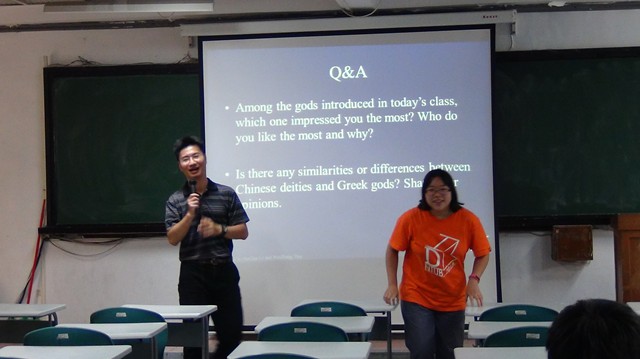 Q&A
• Among the gods introduced in today's class,
which one impressed you the most? Who do
you like the most and why?
• Is there any similarities or differences between
Chinese deities and Greek gods? Sha
pinions.